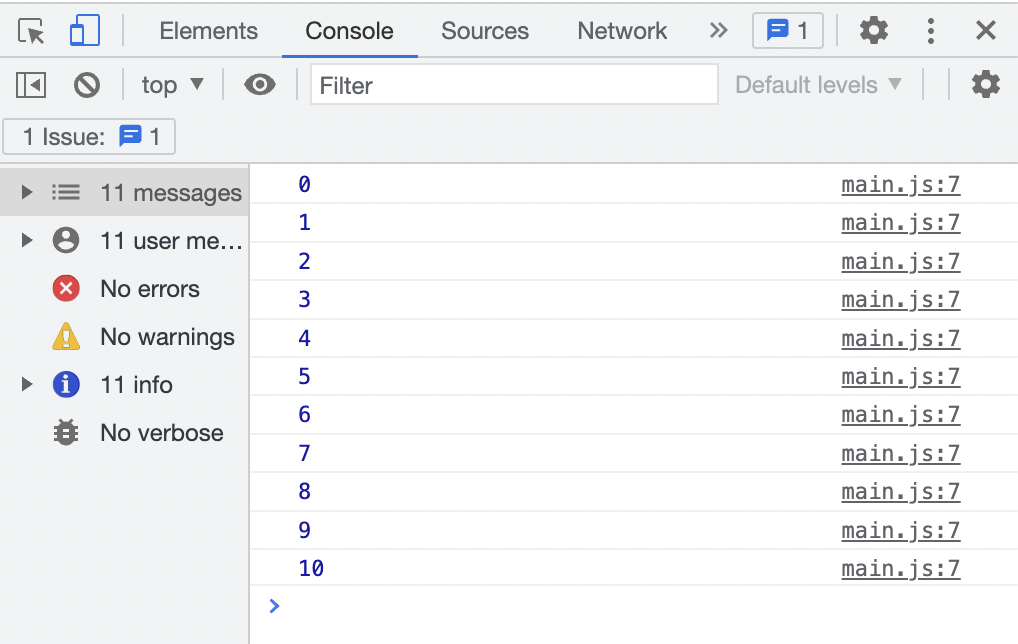 Elements Console Sources Network 1
top Filter Default levels
1 Issue: 1
11 messages
11 user me…
No errors
No warnings
11 info
No verbose
0 main.js:7
1 main.js:7
2 main.js:7
3 main.js:7
4 main.js:7
5 main.js:7
6 main.js:7
7 main.js:7
8 main.js:7
9 main.js:7
10 main.js:7